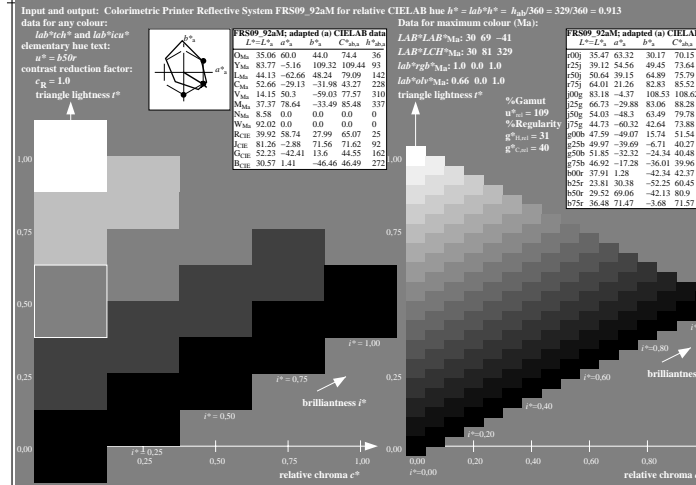 Input and output: Colorimetric Printer Reflective System FRS09_92aM for relative CIELAB hue h* = lab*h* = hab/360 = 329/360 = 0.913
data for any colour:
lab*tch* and lab*icu*
elementary hue text:
u* = b50r
contrast reduction factor:
cR = 1.0
triangle lightness t*
b*a
a*a
FRS09_92aM; adapted (a) CIELAB data
L*=L*a a*a b*a C*ab,a h*ab,a
OMa 35.06 60.0 44.0 74.4 36
YMa 83.77 -5.16 109.32 109.44 93
LMa 44.13 -62.66 48.24 79.09 142
CMa 52.66 -29.13 -31.98 43.27 228
VMa 14.15 50.3 -59.03 77.57 310
MMa 37.37 78.64 -33.49 85.48 337
NMa 8.58 0.0 0.0 0.0 0
WMa 92.02 0.0 0.0 0.0 0
RCIE 39.92 58.74 27.99 65.07 25
JCIE 81.26 -2.88 71.56 71.62 92
GCIE 52.23 -42.41 13.6 44.55 162
BCIE 30.57 1.41 -46.46 46.49 272
1,00
0,75
0,50
0,25
0,00
i* = 1,00
i* = 0,75
brilliantness i*
i* = 0,50
i* = 0,25
0,25 0,50 0,75 1,00
relative chroma c*
Data for maximum colour (Ma):
LAB*LAB*Ma: 30 69 -41
LAB*LCH*Ma: 30 81 329
lab*rgb*Ma: 1.0 0.0 1.0
lab*olv*Ma: 0.66 0.0 1.0
triangle lightness t*
%Gamut
u*rel = 109
%Regularity
g*H,rel = 31
g*C,rel = 40
FRS09_92aM; adapted (a) CIELAB
L*=L*a a*a b*a C*ab,a
r00j 35.47 63.32 30.17 70.15
r25j 39.12 54.56 49.45 73.64
r50j 50.64 39.15 64.89 75.79
r75j 64.01 21.26 82.83 85.52
j00g 83.18 -4.37 108.53 108.62
j25g 66.73 -29.88 83.06 88.28
j50g 54.03 -48.3 63.49 79.78
j75g 44.73 -60.32 42.64 73.88
g00b 47.59 -49.07 15.74 51.54
g25b 49.97 -39.69 -6.71 40.27
g50b 51.85 -32.32 -24.34 40.48
g75b 46.92 -17.28 -36.01 39.96
b00r 37.91 1.28 -42.34 42.37
b25r 23.81 30.38 -52.25 60.45
b50r 29.52 69.06 -42.13 80.9
b75r 36.48 71.47 -3.68 71.57
1,00
0,75
0,50
0,25
0,00
i*=0,80
i*=0,60
brilliantness
i*=0,40
i*=0,20
i*=0,00
0,00 0,25 0,50 0,75
relative chroma